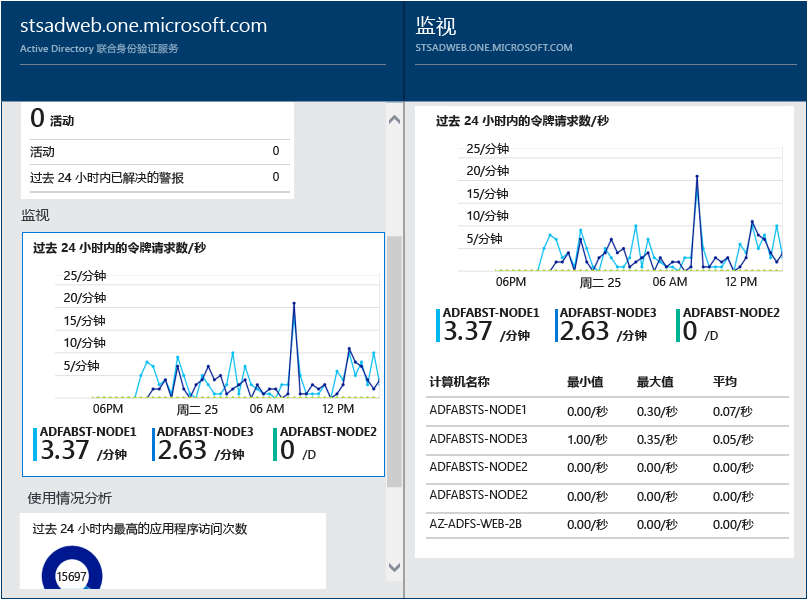 stsadweb.one.microsoft.com
Active Directory 联合身份验证服务
0 活动
活动 0
过去 24 小时内已解决的警报 0
监视
过去 24 小时内的令牌请求数/秒
25/分钟
20/分钟
15/分钟
10/分钟
5/分钟
06PM 周二 25 06 AM 12 PM
ADFABST-NODE1 ADFABST-NODE3 ADFABST-NODE2
3.37 /分钟 2.63 /分钟 0 /D
使用情况分析
过去 24 小时内最高的应用程序访问次数
15697
监视
STSADWEB.ONE.MICROSOFT.COM
过去 24 小时内的令牌请求数/秒
25/分钟
20/分钟
15/分钟
10/分钟
5/分钟
06PM 周二 25 06 AM 12 PM
ADFABST-NODE1 ADFABST-NODE3 ADFABST-NODE2
3.37 /分钟 2.63 /分钟 0 /D
计算机名称 最小值 最大值 平均
ADFABSTS-NODE1 0.00/秒 0.30/秒 0.07/秒
ADFABSTS-NODE3 1.00/秒 0.35/秒 0.05/秒
ADFABSTS-NODE2 0.00/秒 0.00/秒 0.00/秒
ADFABSTS-NODE2 0.00/秒 0.00/秒 0.00/秒
AZ-ADFS-WEB-2B 0.00/秒 0.00/秒 0.00/秒